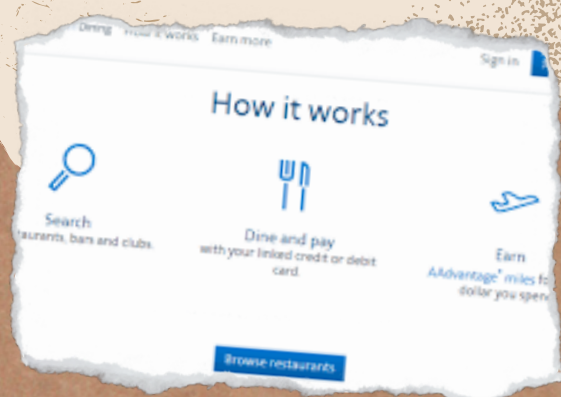 Dining How it works Earn more
Sign in
How it works
Search
taurants, bars and clubs.
Dine and pay
with your linked credit or debit
card.
Earn
AAdvantage® miles fo
dollar you spen
Browse restaurants